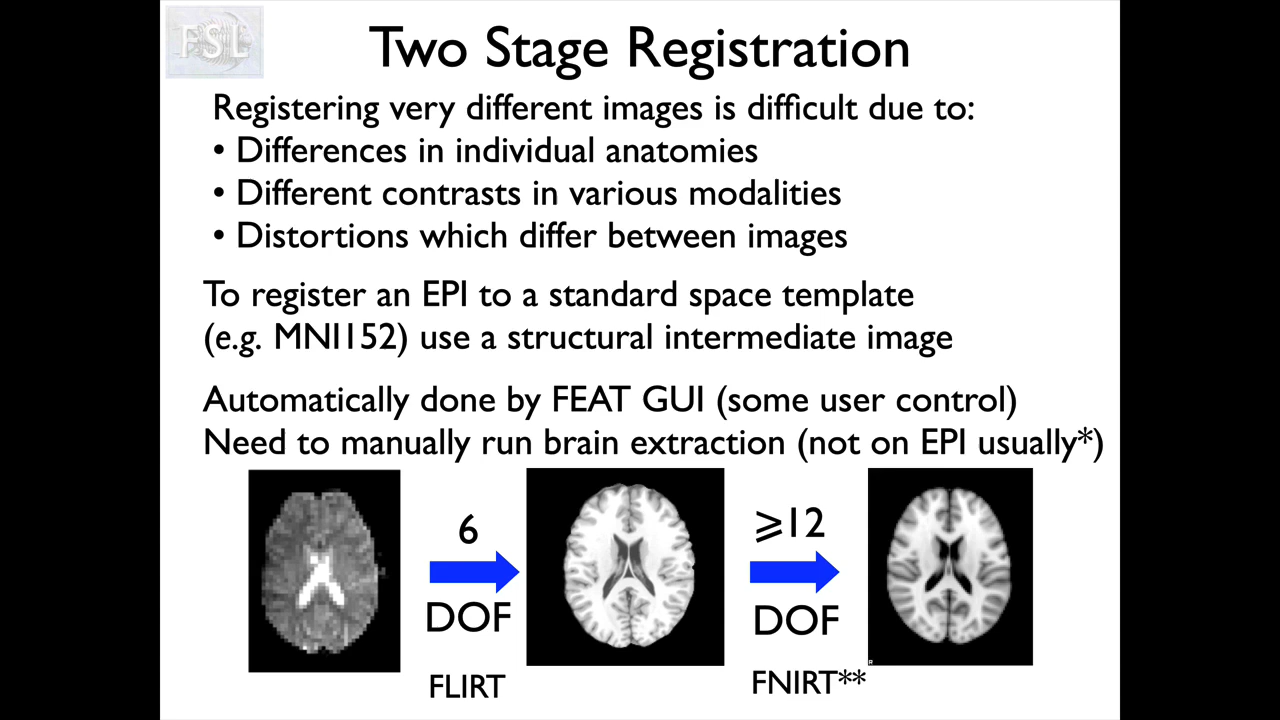 FSL
Two Stage Registration
Registering very different images is difficult due to:
• Differences in individual anatomies
• Different contrasts in various modalities
• Distortions which differ between images
To register an EPI to a standard space template
(e.g. MNI152) use a structural intermediate image
Automatically done by FEAT GUI (some user control)
Need to manually run brain extraction (not on EPI usually*)
6
DOF
FLIRT
⩾12
DOF
FNIRT**
R